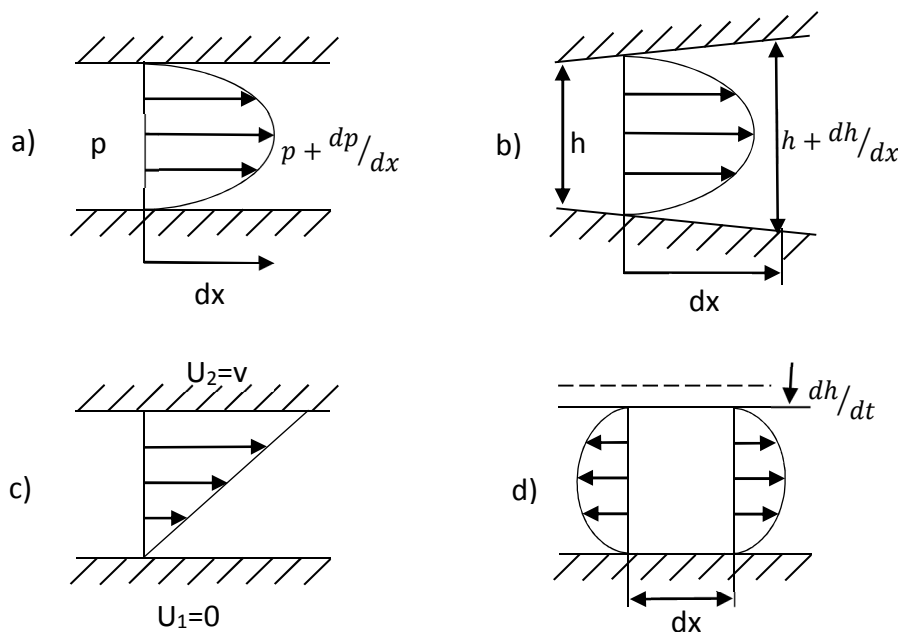 a)
p
p + dp/dx
dx
b)
h
h + dh/dx
dx
U₂=v
c)
U₁=0
d)
dh/dt
dx